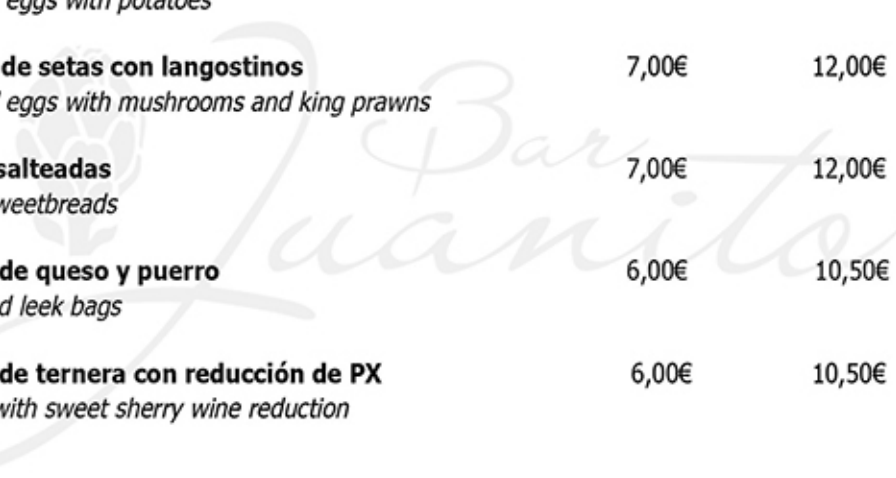 eggs with potatoes
de setas con langostinos 7,00€ 12,00€
eggs with mushrooms and king prawns
salteadas 7,00€ 12,00€
weetbreads
de queso y puerro 6,00€ 10,50€
d leek bags
de ternera con reducción de PX 6,00€ 10,50€
with sweet sherry wine reduction
Bar
Juanito